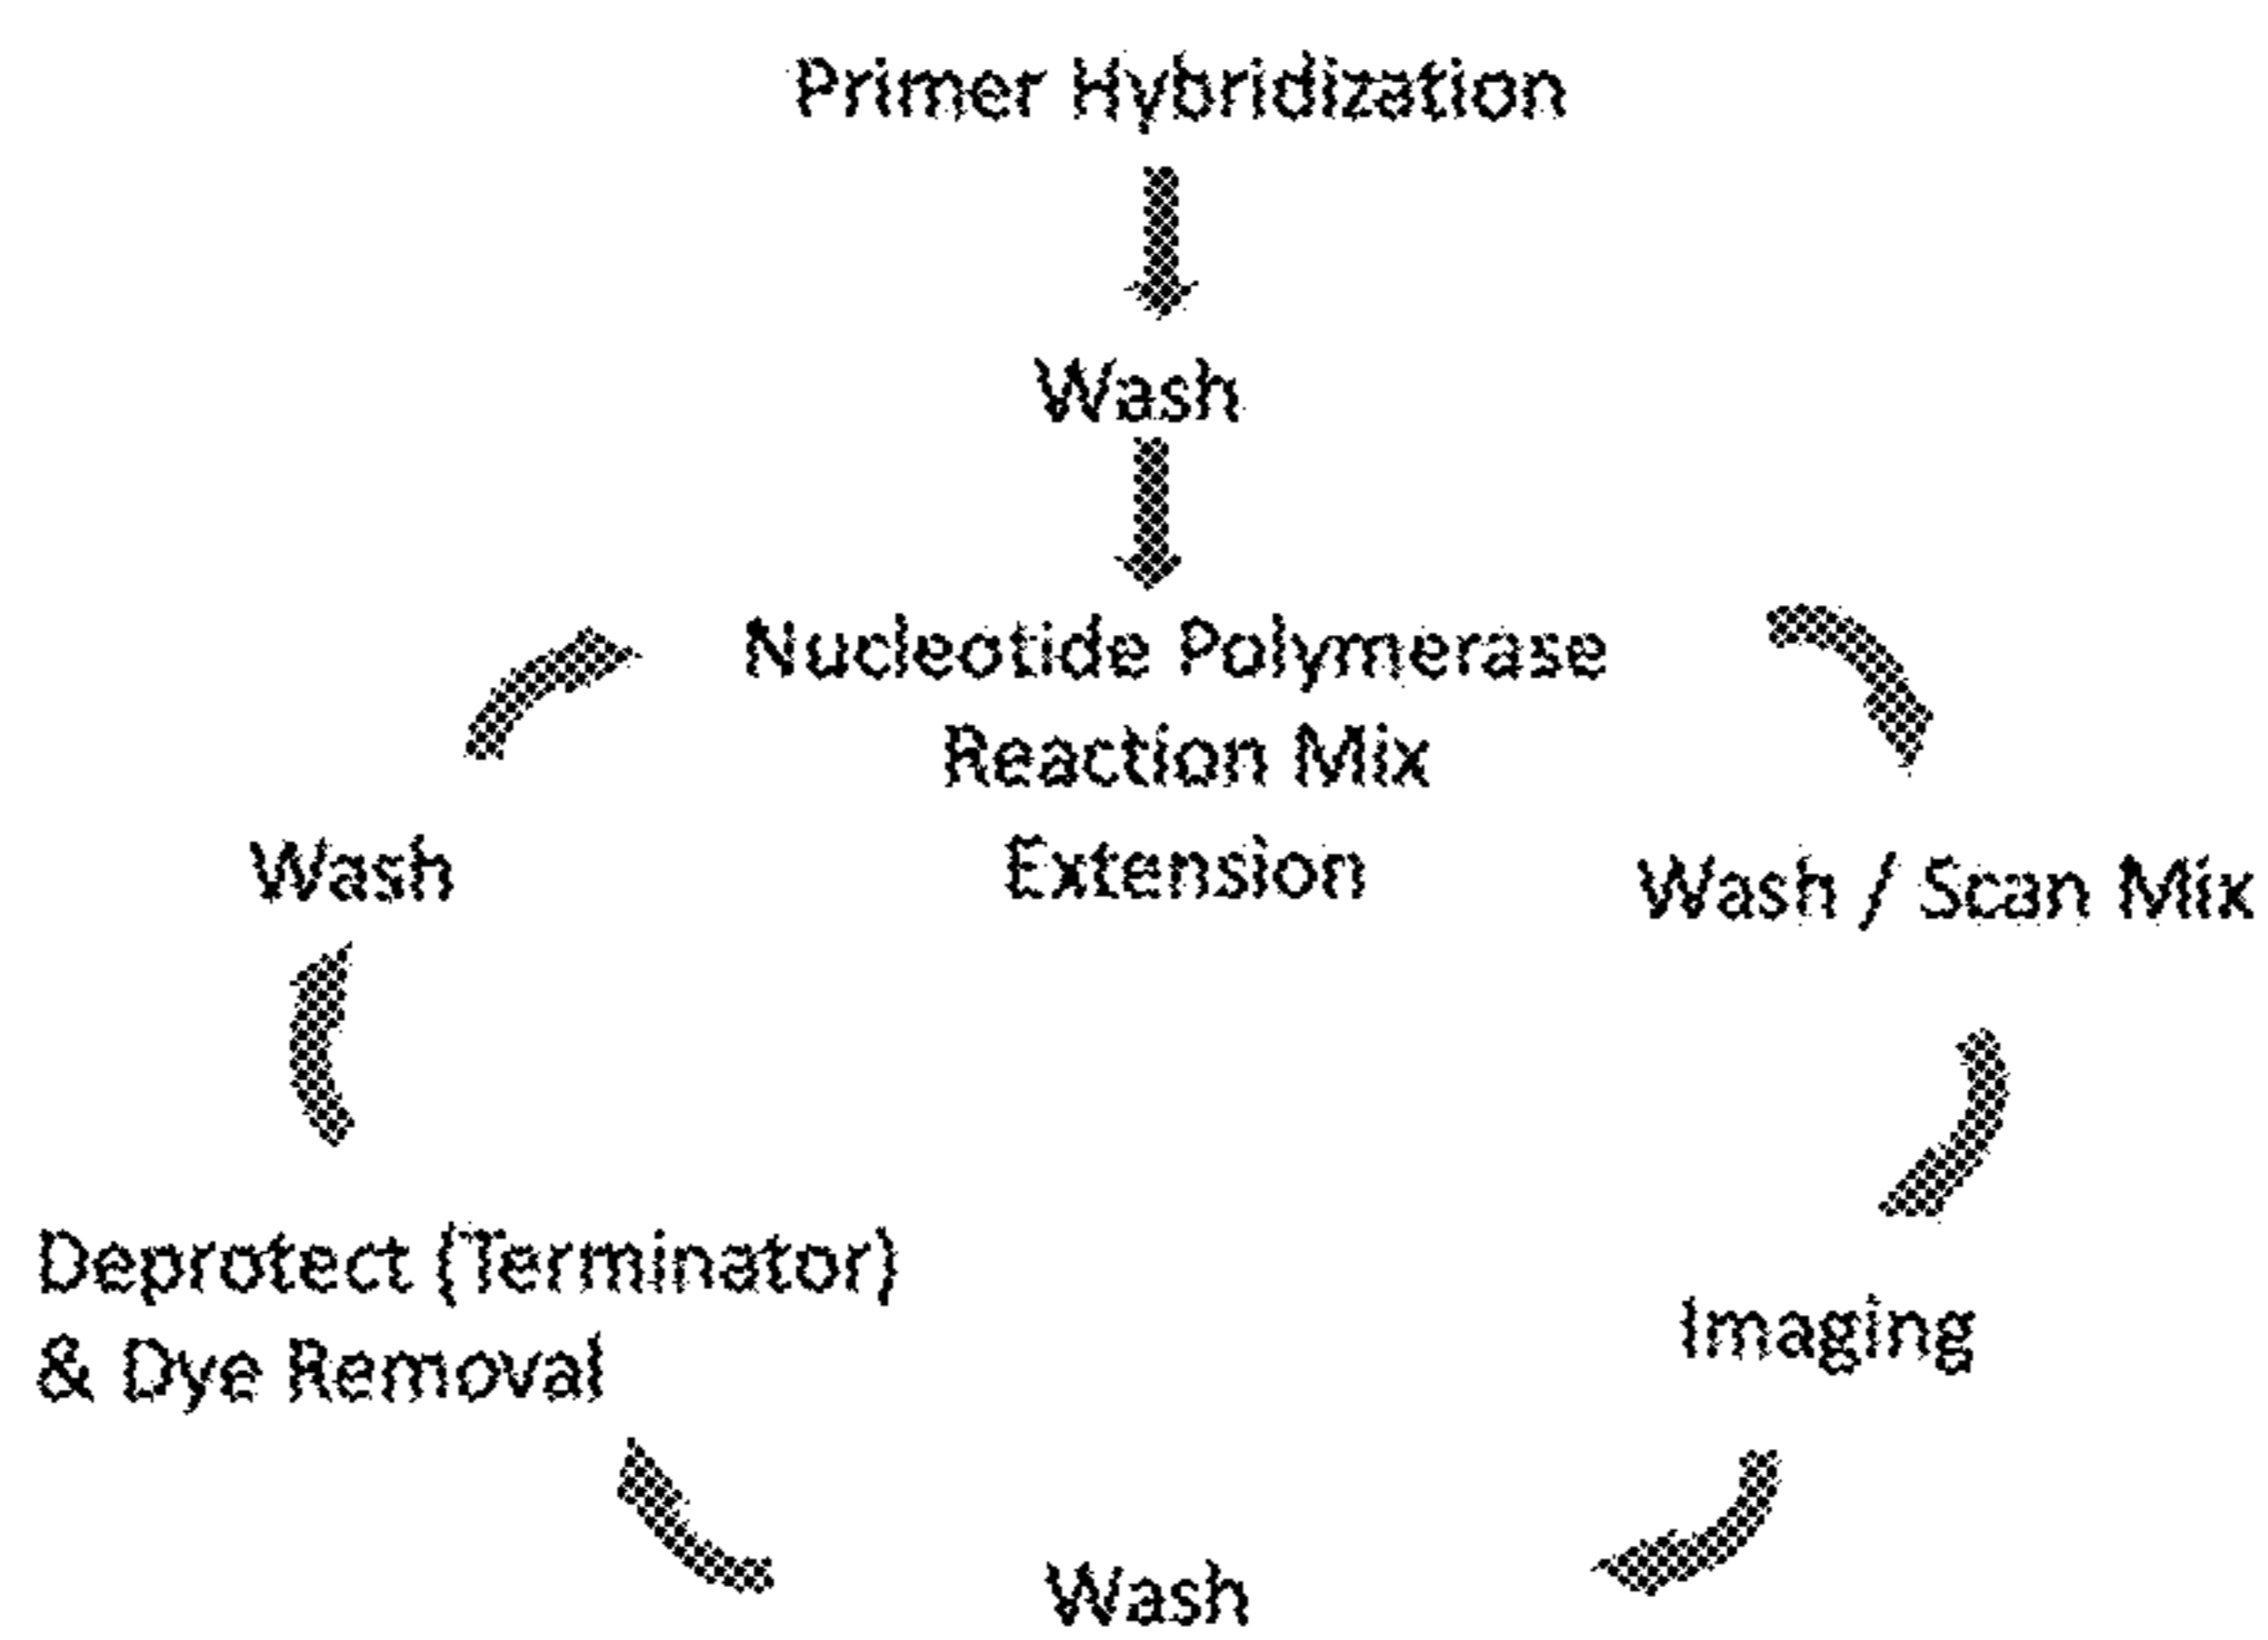 Primer Hybridization
Wash
Nucleotide Polymerase
Reaction Mix
Extension
Wash
Wash / Scan Mix
Deprotect (Terminator)
& Dye Removal
Imaging
Wash